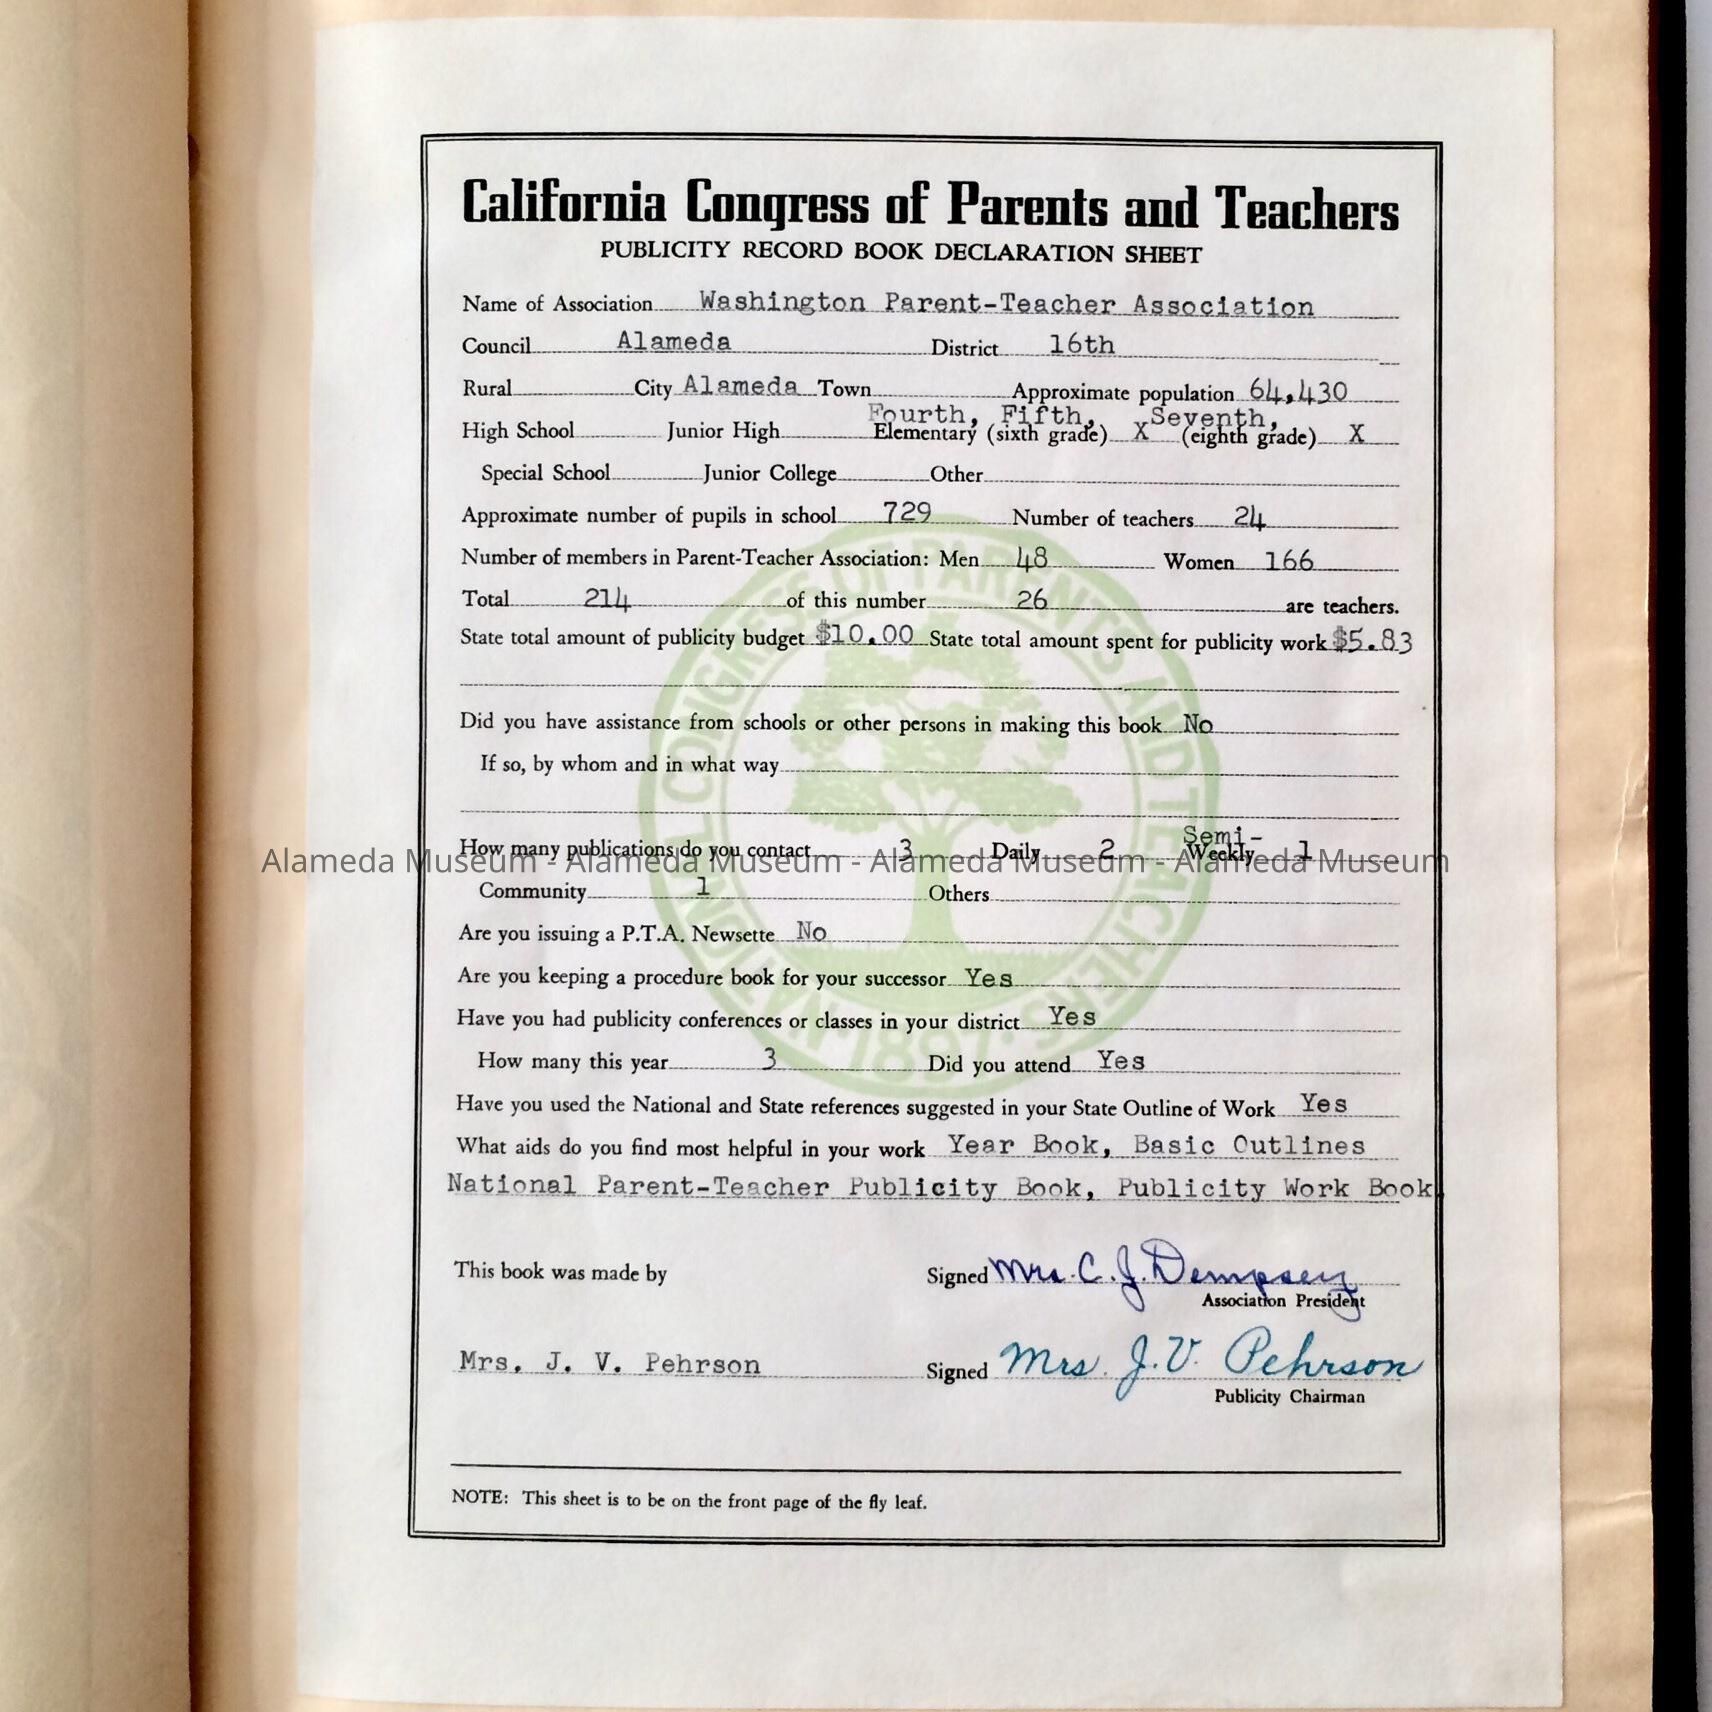 California Congress of Parents and Teachers
PUBLICITY RECORD BOOK DECLARATION SHEET
Name of Association Washington Parent-Teacher Association
Council Alameda District 16th
Rural City Alameda Town Approximate population 64,430
Fourth, Fifth, Seventh,
High School Junior High Elementary (sixth grade) X (eighth grade) X
Special School Junior College Other
Approximate number of pupils in school 729 Number of teachers 24
Number of members in Parent-Teacher Association: Men 48 Women 166
Total 214 of this number 26 are teachers.
State total amount of publicity budget $10.00 State total amount spent for publicity work $5.83
Did you have assistance from schools or other persons in making this book No
If so, by whom and in what way
Semi-
How many publications do you contact 3 Daily 2 Weekly 1
Alameda Museum - Alameda Museum - Alameda Museum - Alameda Museum
Community 1 Others
Are you issuing a P.T.A. Newsette No
Are you keeping a procedure book for your successor Yes
Have you had publicity conferences or classes in your district Yes
How many this year 3 Did you attend Yes
Have you used the National and State references suggested in your State Outline of Work Yes
What aids do you find most helpful in your work Year Book, Basic Outlines
National Parent-Teacher Publicity Book, Publicity Work Book
This book was made by Signed Mrs. C. J. Dempsey
Association President
Mrs. J. V. Pehrson Signed Mrs. J. V. Pehrson
Publicity Chairman
NOTE: This sheet is to be on the front page of the fly leaf.
NATIONAL CONGRESS OF PARENTS AND TEACHERS · 1897 ·